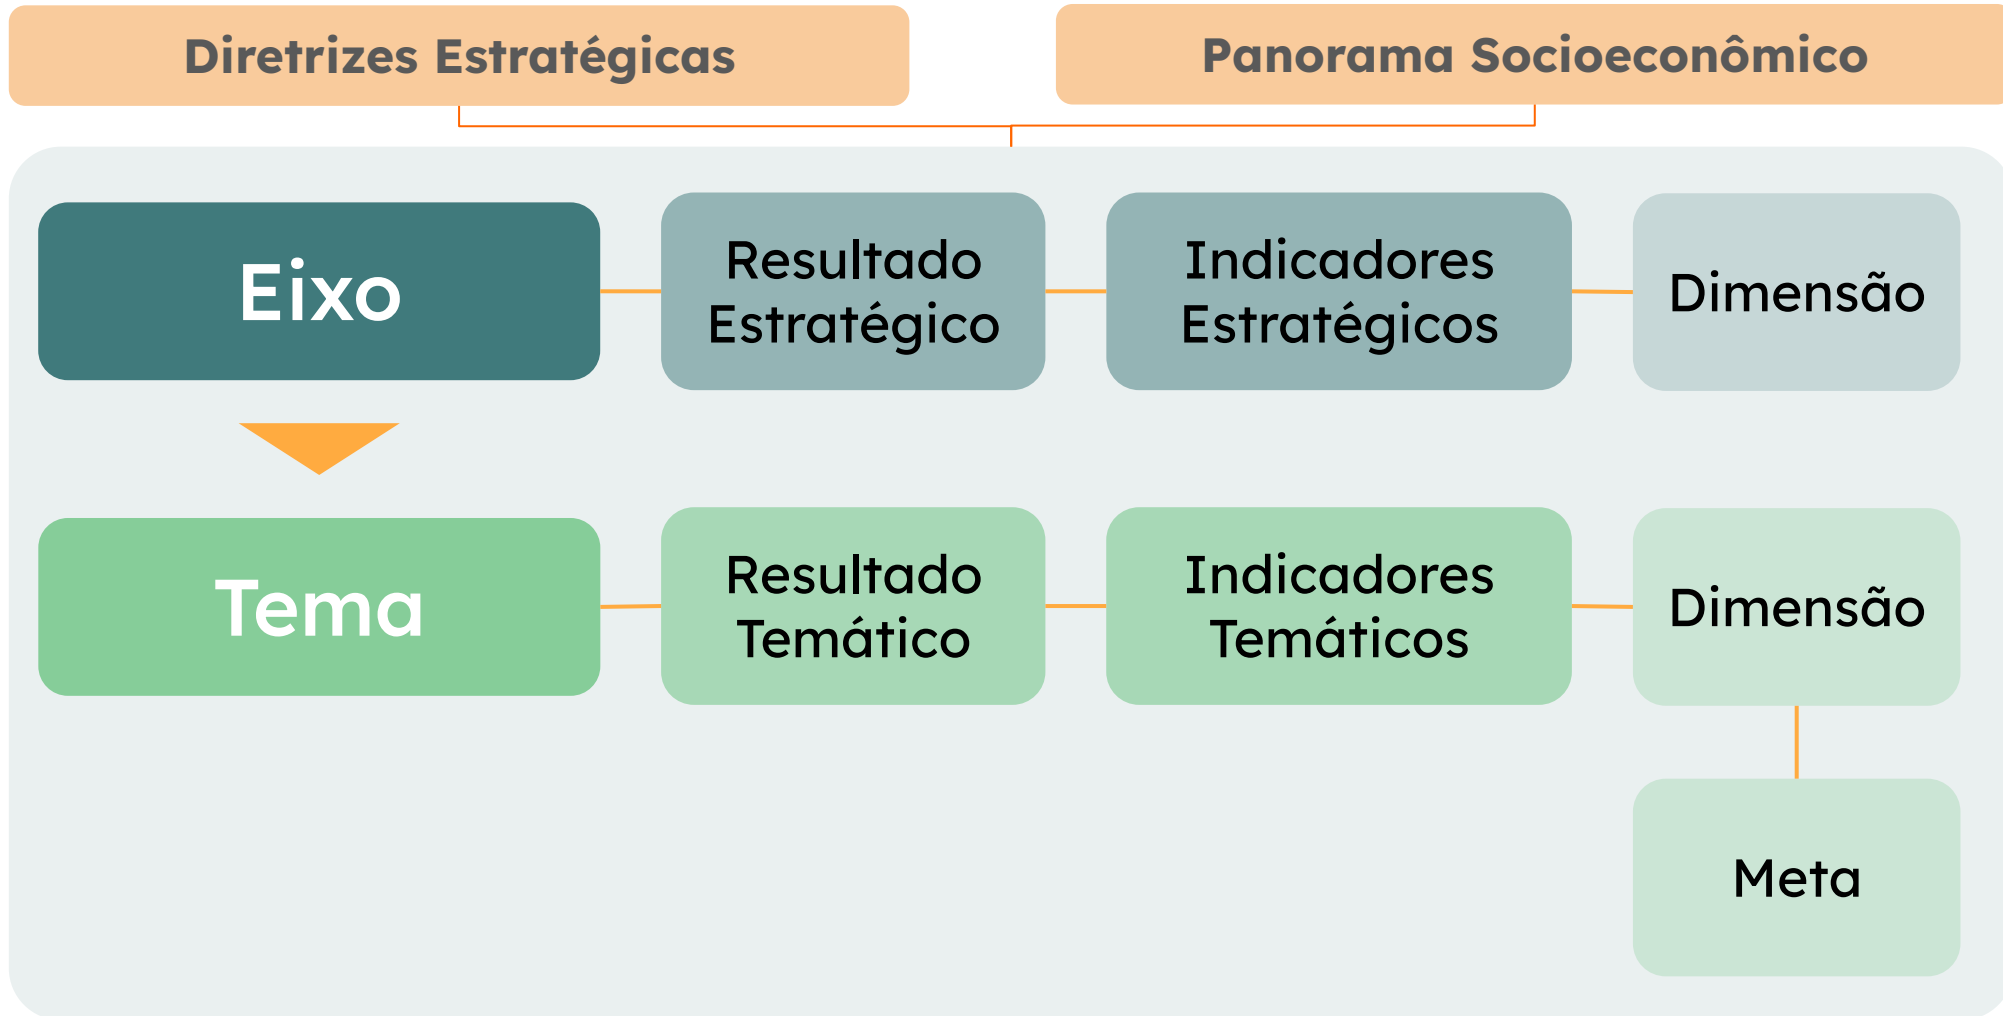 Diretrizes Estratégicas
Panorama Socioeconômico
Eixo
Resultado
Estratégico
Indicadores
Estratégicos
Dimensão
Tema
Resultado
Temático
Indicadores
Temáticos
Dimensão
Meta